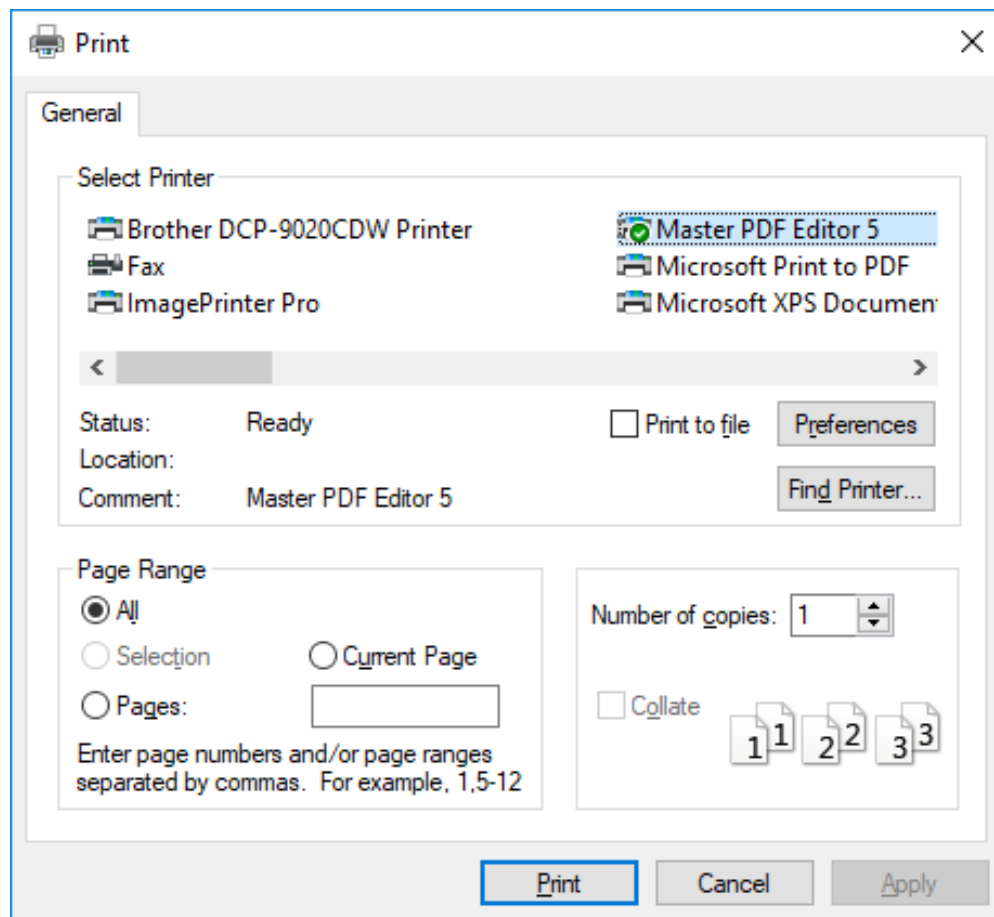 Print
General
Select Printer
Brother DCP-9020CDW Printer
Master PDF Editor 5
Fax
Microsoft Print to PDF
ImagePrinter Pro
Microsoft XPS Documen
Status: Ready
Print to file
Preferences
Location:
Comment: Master PDF Editor 5
Find Printer...
Page Range
All
Selection
Current Page
Pages:
Enter page numbers and/or page ranges
separated by commas. For example, 1,5-12
Number of copies: 1
Collate
1 1 2 2 3 3
Print
Cancel
Apply